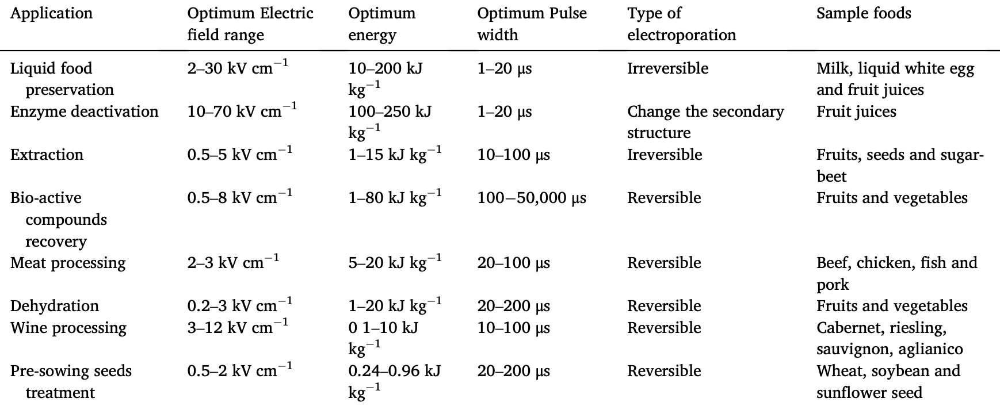 Application Optimum Electric field range Optimum energy Optimum Pulse width Type of electroporation Sample foods
Liquid food preservation 2–30 kV cm−1 10–200 kJ kg−1 1–20 μs Irreversible Milk, liquid white egg and fruit juices
Enzyme deactivation 10–70 kV cm−1 100–250 kJ kg−1 1–20 μs Change the secondary structure Fruit juices
Extraction 0.5–5 kV cm−1 1–15 kJ kg−1 10–100 μs Ireversible Fruits, seeds and sugar-beet
Bio-active compounds recovery 0.5–8 kV cm−1 1–80 kJ kg−1 100−50,000 μs Reversible Fruits and vegetables
Meat processing 2–3 kV cm−1 5–20 kJ kg−1 20–100 μs Reversible Beef, chicken, fish and pork
Dehydration 0.2–3 kV cm−1 1–20 kJ kg−1 20–200 μs Reversible Fruits and vegetables
Wine processing 3–12 kV cm−1 0 1–10 kJ kg−1 10–100 μs Reversible Cabernet, riesling, sauvignon, aglianico
Pre-sowing seeds treatment 0.5–2 kV cm−1 0.24–0.96 kJ kg−1 20–200 μs Reversible Wheat, soybean and sunflower seed